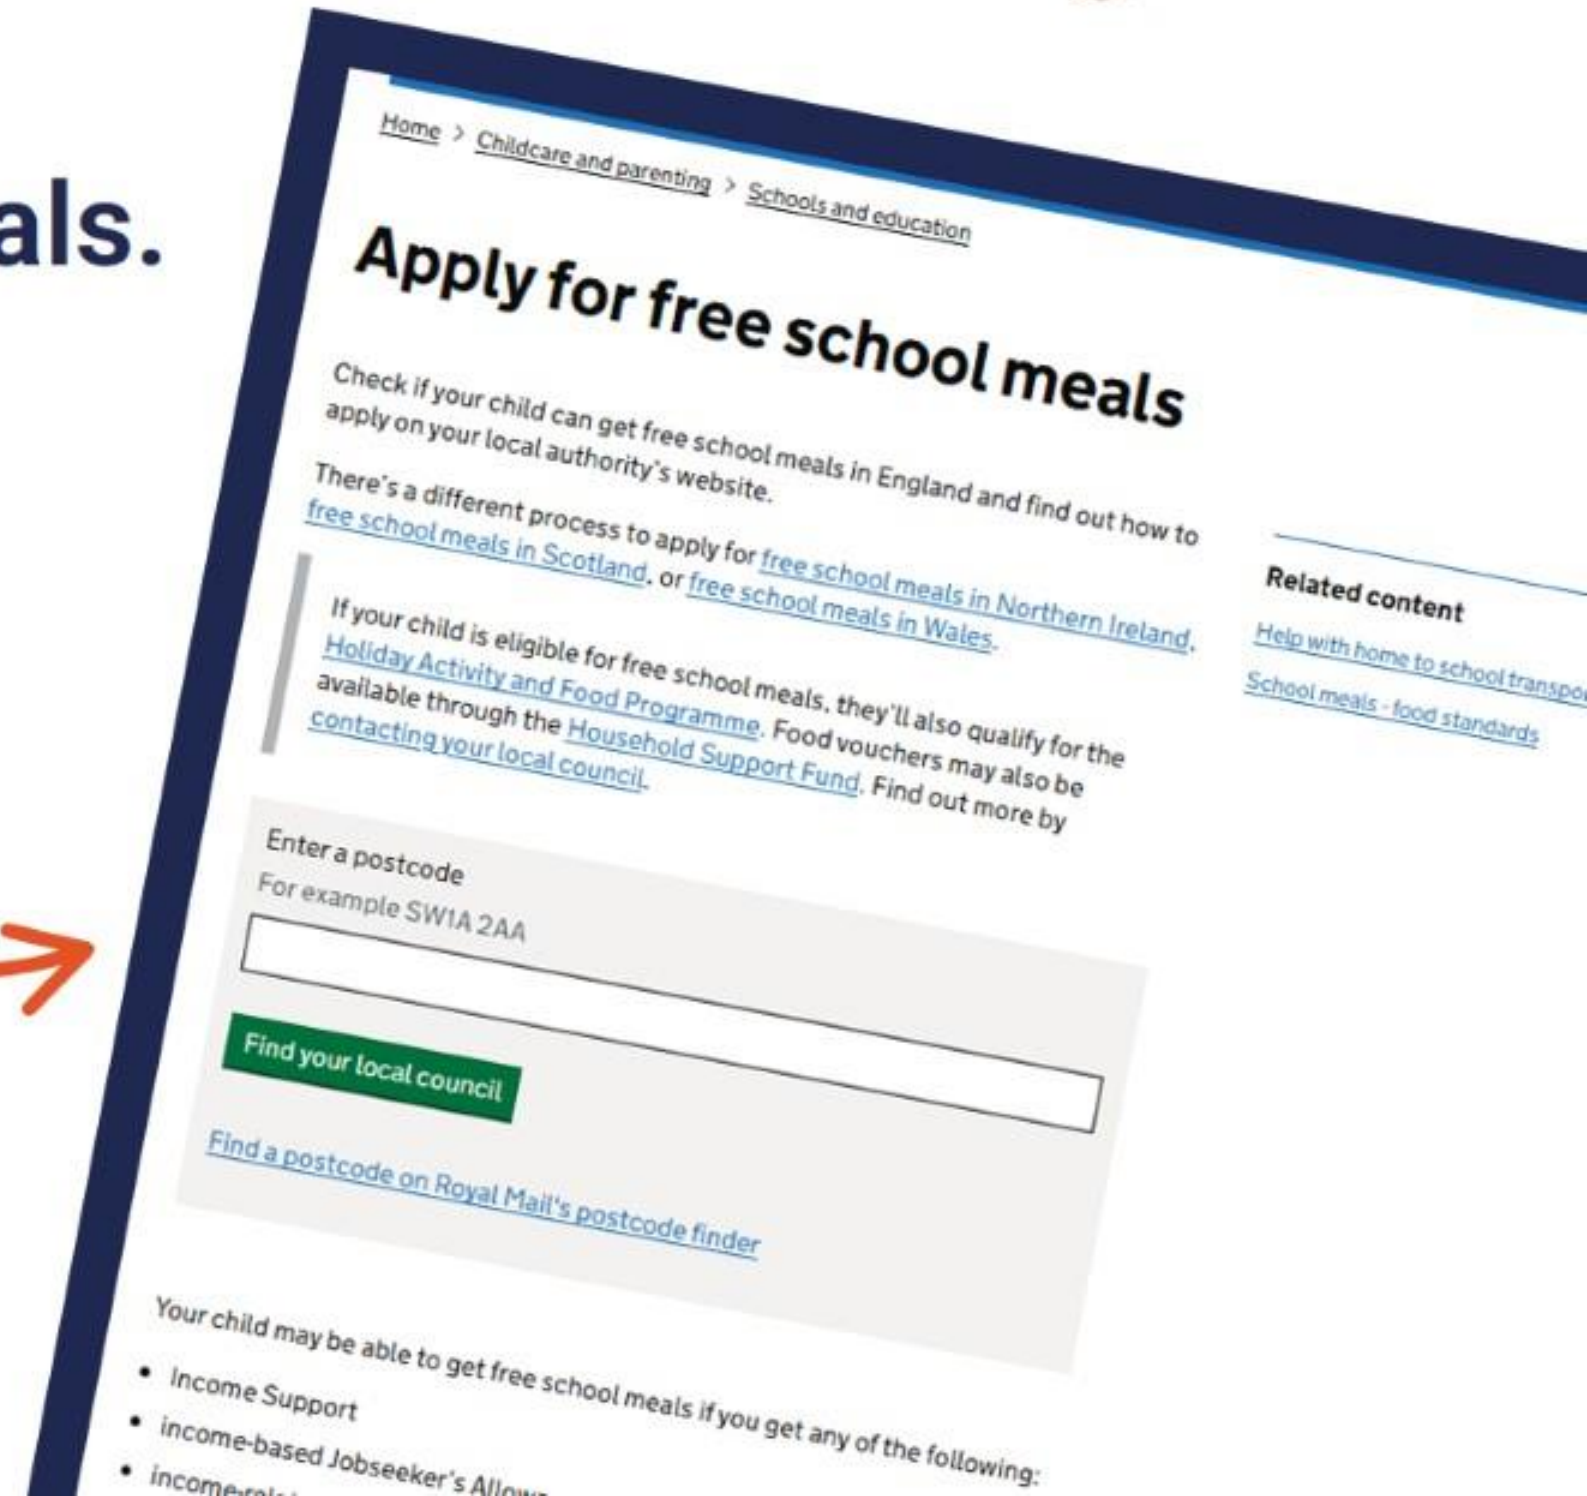 als.
Home > Childcare and parenting > Schools and education
Apply for free school meals
Check if your child can get free school meals in England and find out how to
apply on your local authority's website.
There's a different process to apply for free school meals in Northern Ireland,
free school meals in Scotland, or free school meals in Wales.
If your child is eligible for free school meals, they'll also qualify for the
Holiday Activity and Food Programme. Food vouchers may also be
available through the Household Support Fund. Find out more by
contacting your local council.
Related content
Help with home to school transpo
School meals - food standards
Enter a postcode
For example SW1A 2AA
Find your local council
Find a postcode on Royal Mail's postcode finder
Your child may be able to get free school meals if you get any of the following:
• Income Support
• income-based Jobseeker's Allow